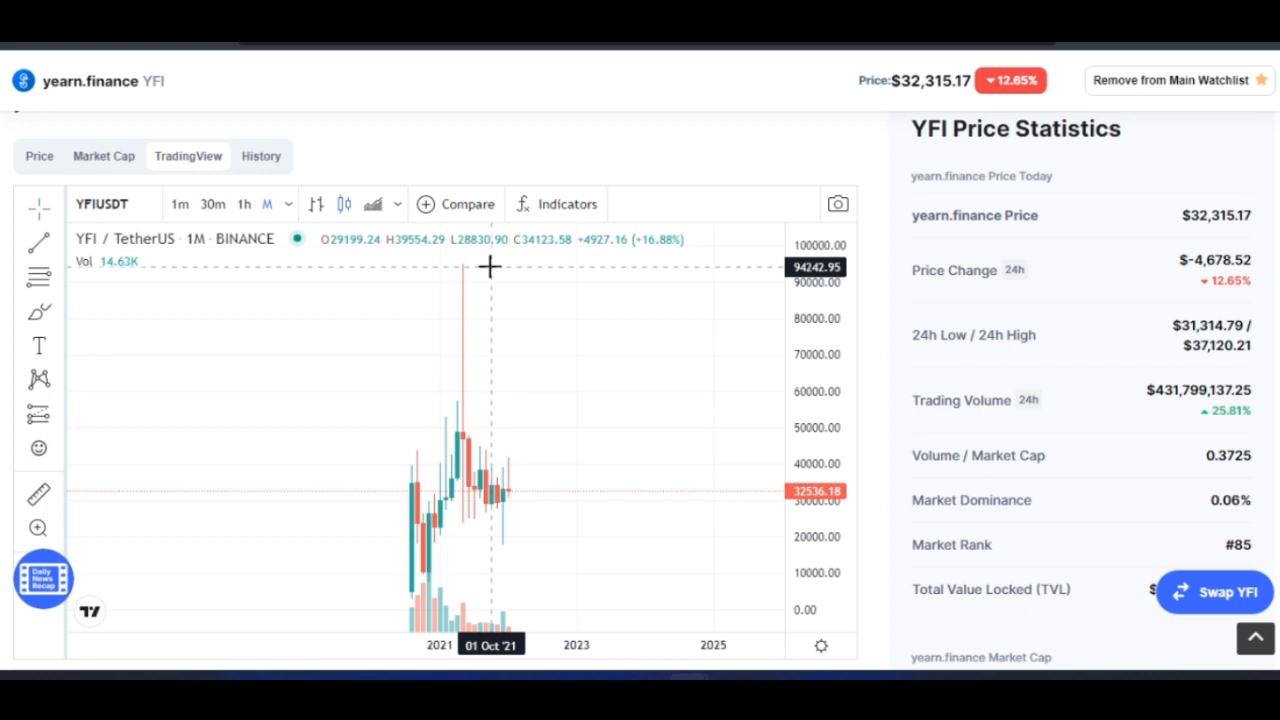 yearn.finance YFI
Price:$32,315.17 12.65%
Remove from Main Watchlist
Price Market Cap TradingView History
YFIUSDT 1m 30m 1h M Compare Indicators
YFI / TetherUS · 1M · BINANCE O29199.24 H39554.29 L28830.90 C34123.58 +4927.16 (+16.88%)
Vol 14.63K
100000.00
94242.95
90000.00
80000.00
70000.00
60000.00
50000.00
40000.00
32536.18
30000.00
20000.00
10000.00
0.00
2021 01 Oct '21 2023 2025
T
Daily
News
Recap
YFI Price Statistics
yearn.finance Price Today
yearn.finance Price $32,315.17
Price Change 24h $-4,678.52
12.65%
24h Low / 24h High $31,314.79 /
$37,120.21
Trading Volume 24h $431,799,137.25
25.81%
Volume / Market Cap 0.3725
Market Dominance 0.06%
Market Rank #85
Total Value Locked (TVL) $
Swap YFI
yearn.finance Market Cap